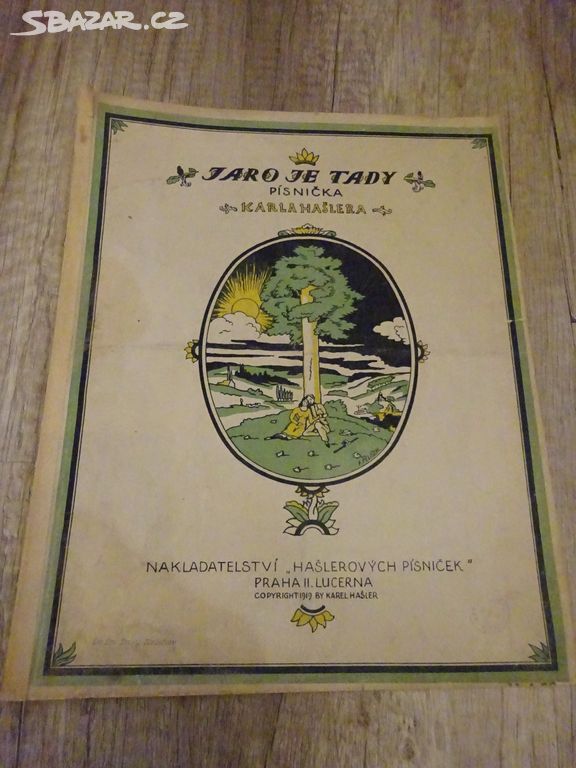 SBAZAR.CZ
JARO JE TADY
PÍSNIČKA
KARLA HAŠLERA
NAKLADATELSTVÍ „HAŠLEROVÝCH PÍSNIČEK"
PRAHA II. LUCERNA
COPYRIGHT 1919 BY KAREL HAŠLER